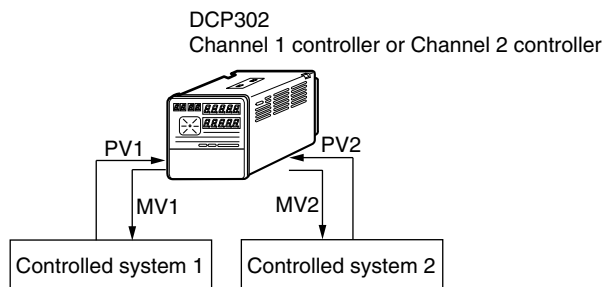 DCP302
Channel 1 controller or Channel 2 controller
PV1
PV2
MV1
MV2
Controlled system 1
Controlled system 2